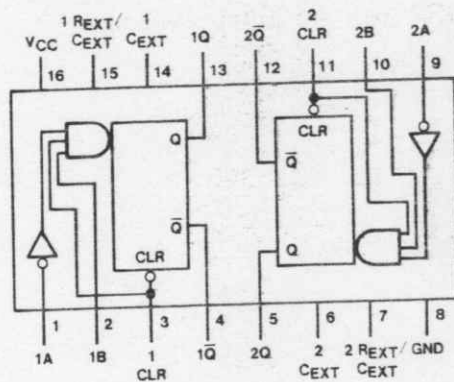 1 REXT/ 1 2
VCC CEXT CEXT 1Q 2Q̅ CLR 2B 2A
16 15 14 13 12 11 10 9
Q CLR
Q̅ Q̅
CLR Q
1 2 3 4 5 6 7 8
1A 1B 1 1Q̅ 2Q 2 2 REXT/ GND
CLR CEXT CEXT